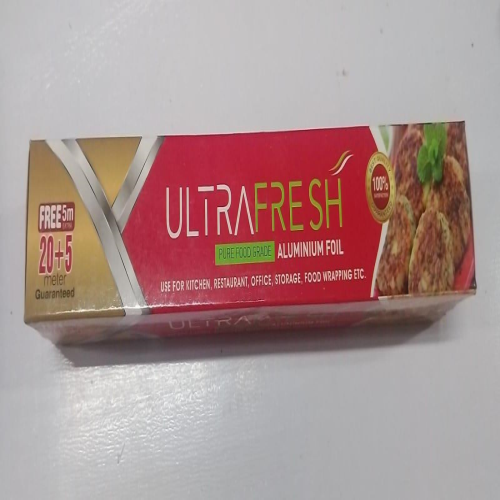 FREE 5m
20+5
meter
Guaranteed
ULTRAFRESH
PURE FOOD GRADE ALUMINIUM FOIL
USE FOR KITCHEN, RESTAURANT, OFFICE, STORAGE, FOOD WRAPPING ETC.
100%
ULTRAFRESH